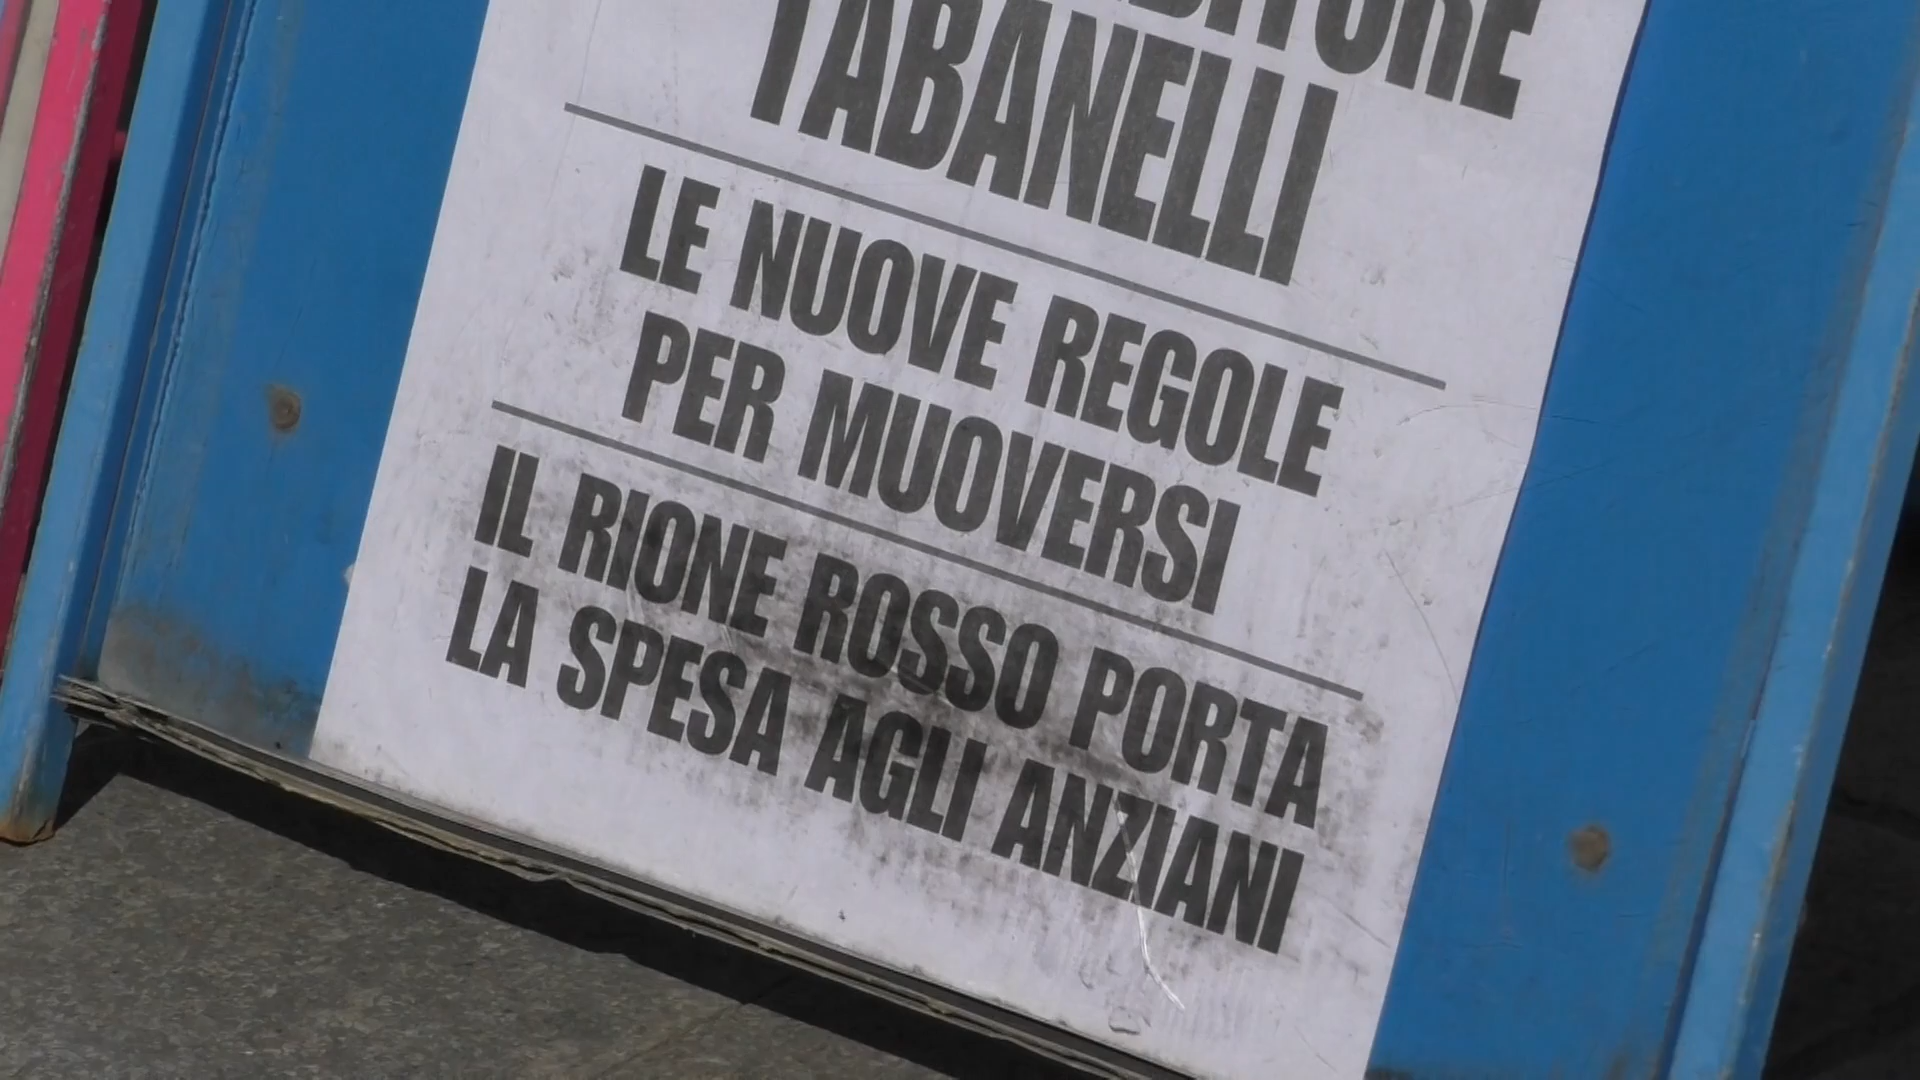 TABANELLI
LE NUOVE REGOLE
PER MUOVERSI
IL RIONE ROSSO PORTA
LA SPESA AGLI ANZIANI